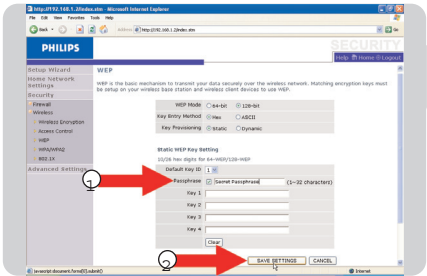 http://192.168.2.1/index.stm - Microsoft Internet Explorer
File Edit View Favorites Tools Help
Back
Address http://192.168.2.1/index.stm
Go
PHILIPS
SECURITY
Help Home Logout
Setup Wizard
Home Network Settings
Security
Firewall
Wireless
Wireless Encryption
Access Control
WEP
WPA/WPA2
802.1X
Advanced Settings
WEP
WEP is the basic mechanism to transmit your data securely over the wireless network. Matching encryption keys must
be setup on your wireless base station and wireless client devices to use WEP.
WEP Mode 64-bit 128-bit
Key Entry Method Hex ASCII
Key Provisioning Static Dynamic
Static WEP Key Setting
10/26 hex digits for 64-WEP/128-WEP
Default Key ID 1
Passphrase Secret Passphrase (1~32 characters)
Key 1
Key 2
Key 3
Key 4
Clear
SAVE SETTINGS CANCEL
1
2
javascript:document.forms[0].submit()
Internet